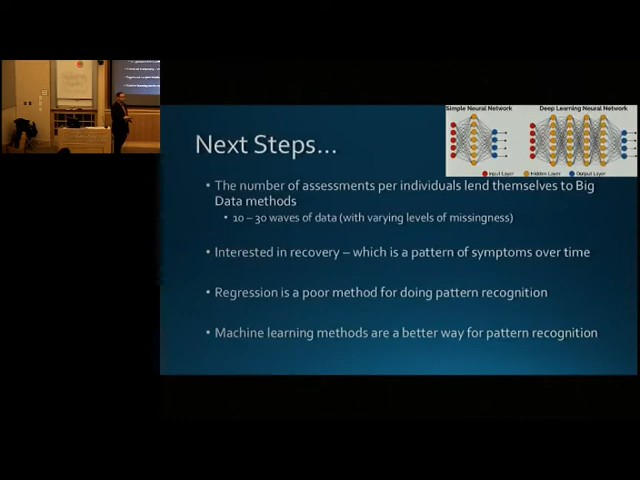 Simple Neural Network
Deep Learning Neural Network
Input Layer
Hidden Layer
Output Layer
Next Steps...
• The number of assessments per individuals lend themselves to Big
Data methods
• 10 – 30 waves of data (with varying levels of missingness)
• Interested in recovery – which is a pattern of symptoms over time
• Regression is a poor method for doing pattern recognition
• Machine learning methods are a better way for pattern recognition